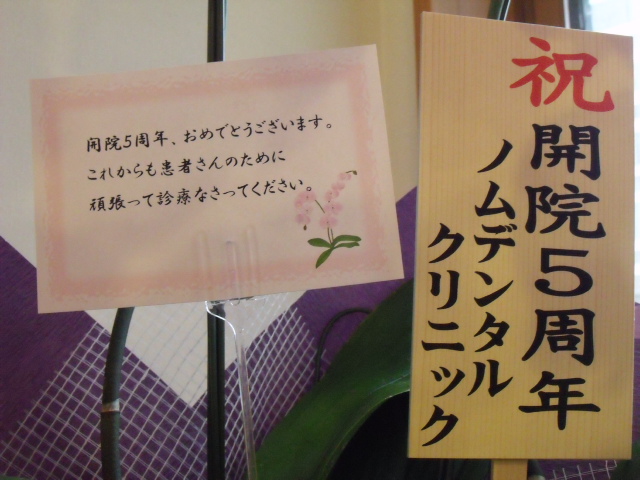 開院5周年、おめでとうございます。
これからも患者さんのために
頑張って診療なさってください。
祝
開院5周年
ノムデンタル
クリニック